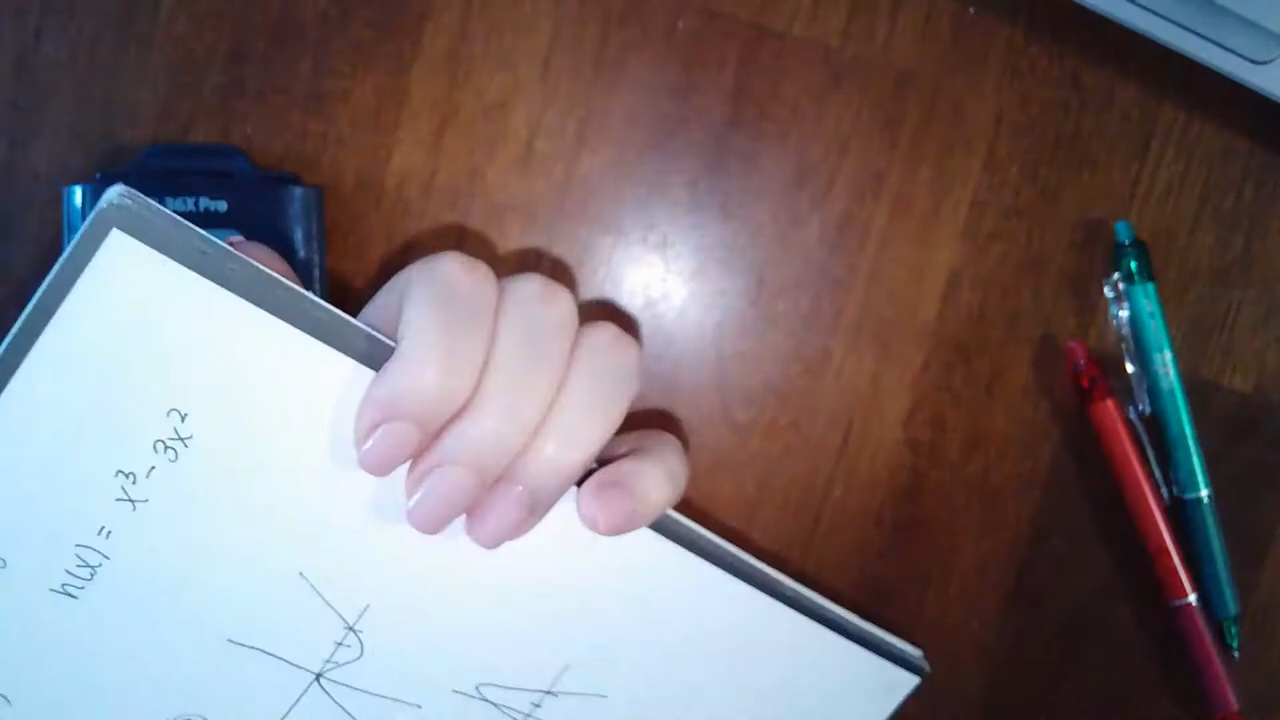 36X Pro
h(x) = x³ - 3x²